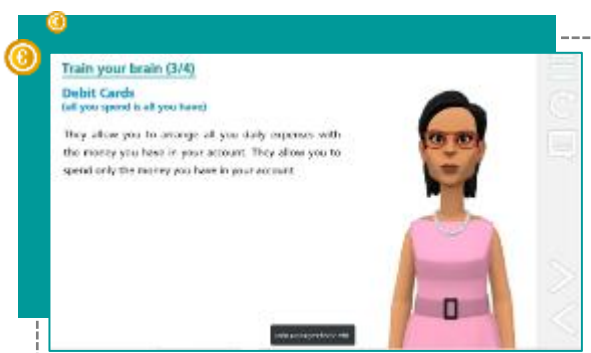 Train your brain (3/4)
Debit Cards
(all you spend is all you have)
They allow you to arrange all you daily expenses with
the money you have in your account. They allow you to
spend only the money you have in your account